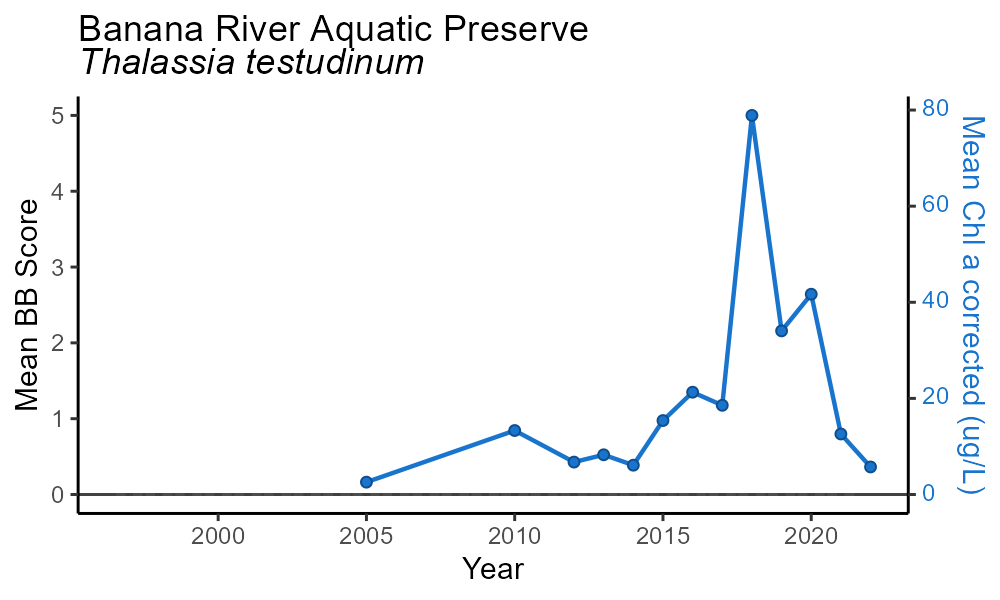 Banana River Aquatic Preserve
Thalassia testudinum
5
4
3
2
1
0
Mean BB Score
80
60
40
20
0
Mean Chl a corrected (ug/L)
2000 2005 2010 2015 2020
Year